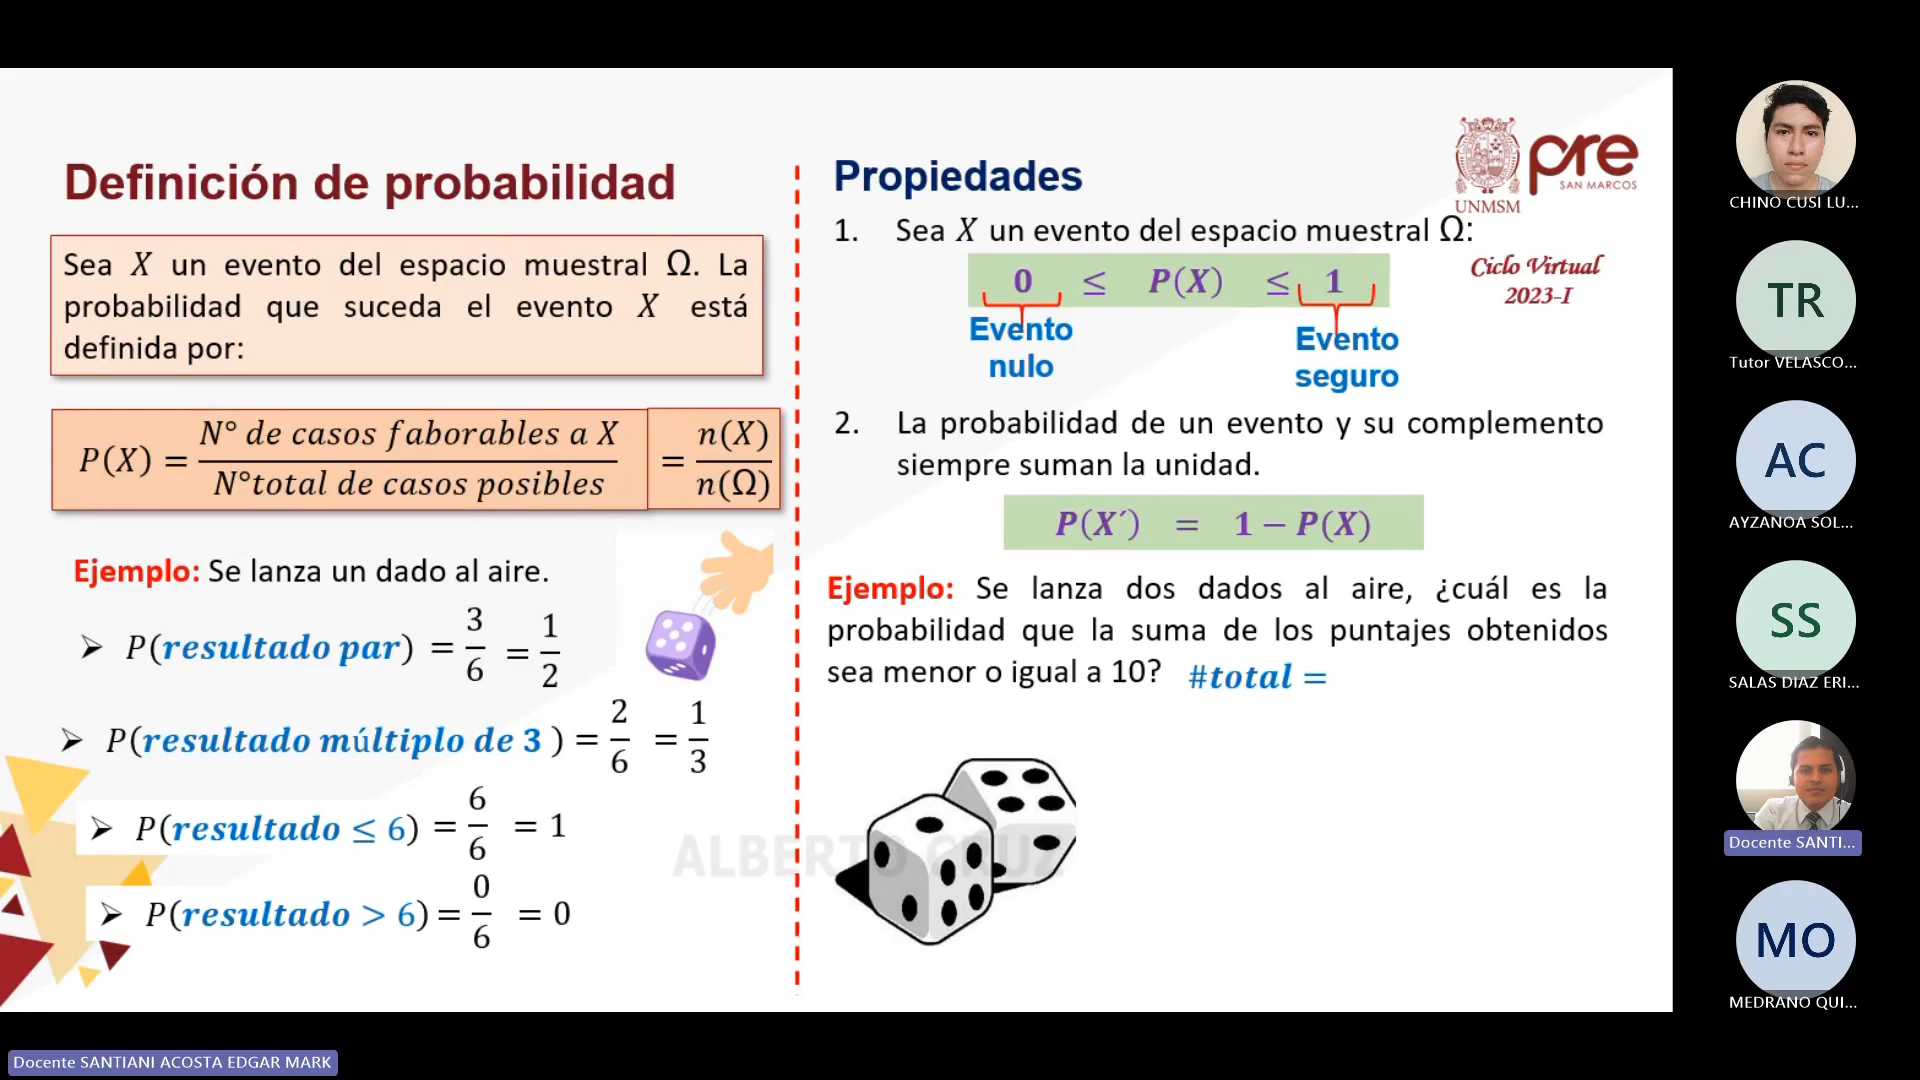 Definición de probabilidad
Sea X un evento del espacio muestral Ω. La
probabilidad que suceda el evento X está
definida por:
P(X) = N° de casos faborables a X / N°total de casos posibles = n(X) / n(Ω)
Ejemplo: Se lanza un dado al aire.
➢ P(resultado par) = 3/6 = 1/2
➢ P(resultado múltiplo de 3 ) = 2/6 = 1/3
➢ P(resultado ≤ 6) = 6/6 = 1
➢ P(resultado > 6) = 0/6 = 0
Propiedades
pre
SAN MARCOS
UNMSM
Ciclo Virtual
2023-I
1. Sea X un evento del espacio muestral Ω:
0 ≤ P(X) ≤ 1
Evento
nulo
Evento
seguro
2. La probabilidad de un evento y su complemento
siempre suman la unidad.
P(X´) = 1 − P(X)
Ejemplo: Se lanza dos dados al aire, ¿cuál es la
probabilidad que la suma de los puntajes obtenidos
sea menor o igual a 10? #total =
ALBERTO CRUZ
CHINO CUSI LU...
TR
Tutor VELASCO...
AC
AYZANOA SOL...
SS
SALAS DIAZ ERI...
Docente SANTI...
MO
MEDRANO QUI...
Docente SANTIANI ACOSTA EDGAR MARK